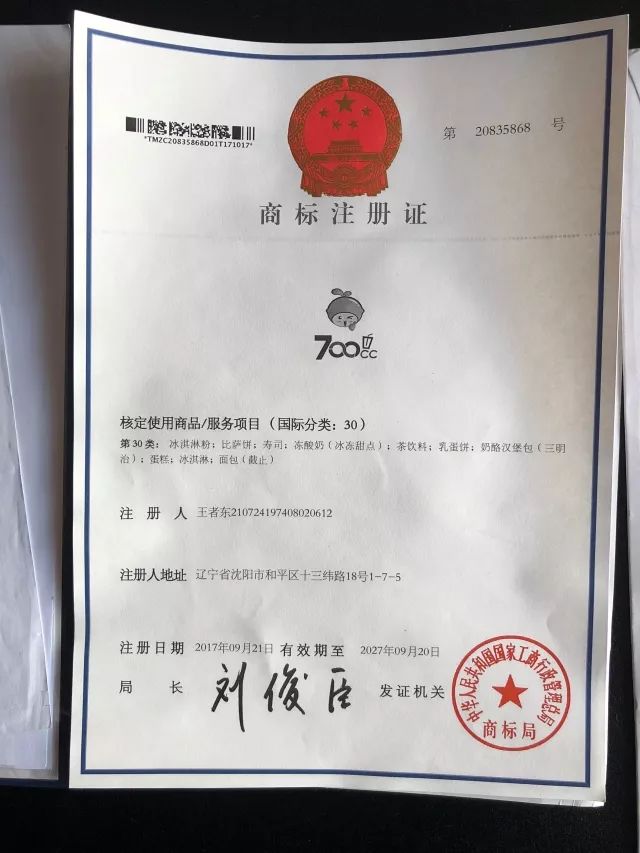 *TMZC20835868D01T171017*
第 20835868 号
商标注册证
700CC
核定使用商品/服务项目（国际分类：30）
第30类：冰淇淋粉；比萨饼；寿司；冻酸奶（冰冻甜点）；茶饮料；乳蛋饼；奶酪汉堡包（三明
治）；蛋糕；冰淇淋；面包（截止）
注册人 王者东210724197408020612
注册人地址 辽宁省沈阳市和平区十三纬路18号1-7-5
注册日期 2017年09月21日 有效期至 2027年09月20日
局长 刘俊臣 发证机关
中华人民共和国国家工商行政管理总局
商标局